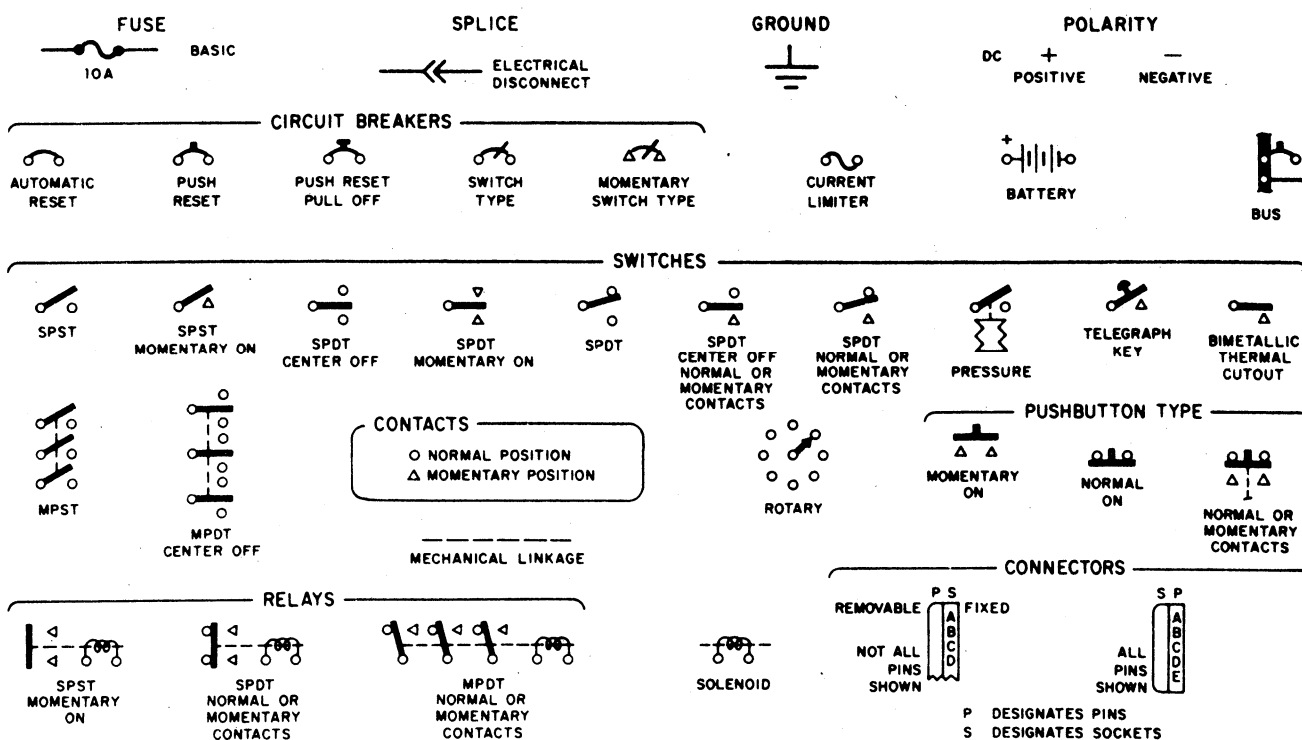 FUSE
SPLICE
GROUND
POLARITY
BASIC
10A
ELECTRICAL
DISCONNECT
DC + −
POSITIVE
NEGATIVE
CIRCUIT BREAKERS
AUTOMATIC
RESET
PUSH
RESET
PUSH RESET
PULL OFF
SWITCH
TYPE
MOMENTARY
SWITCH TYPE
CURRENT
LIMITER
+
BATTERY
BUS
SWITCHES
SPST
SPST
MOMENTARY ON
SPDT
CENTER OFF
SPDT
MOMENTARY ON
SPDT
SPDT
CENTER OFF
NORMAL OR
MOMENTARY
CONTACTS
SPDT
NORMAL OR
MOMENTARY
CONTACTS
PRESSURE
TELEGRAPH
KEY
BIMETALLIC
THERMAL
CUTOUT
MPST
MPDT
CENTER OFF
CONTACTS
NORMAL POSITION
MOMENTARY POSITION
MECHANICAL LINKAGE
ROTARY
PUSHBUTTON TYPE
MOMENTARY
ON
NORMAL
ON
NORMAL OR
MOMENTARY
CONTACTS
RELAYS
SPST
MOMENTARY
ON
SPDT
NORMAL OR
MOMENTARY
CONTACTS
MPDT
NORMAL OR
MOMENTARY
CONTACTS
SOLENOID
CONNECTORS
P S
REMOVABLE
FIXED
A
B
C
D
NOT ALL
PINS
SHOWN
S P
A
B
C
D
E
ALL
PINS
SHOWN
P DESIGNATES PINS
S DESIGNATES SOCKETS